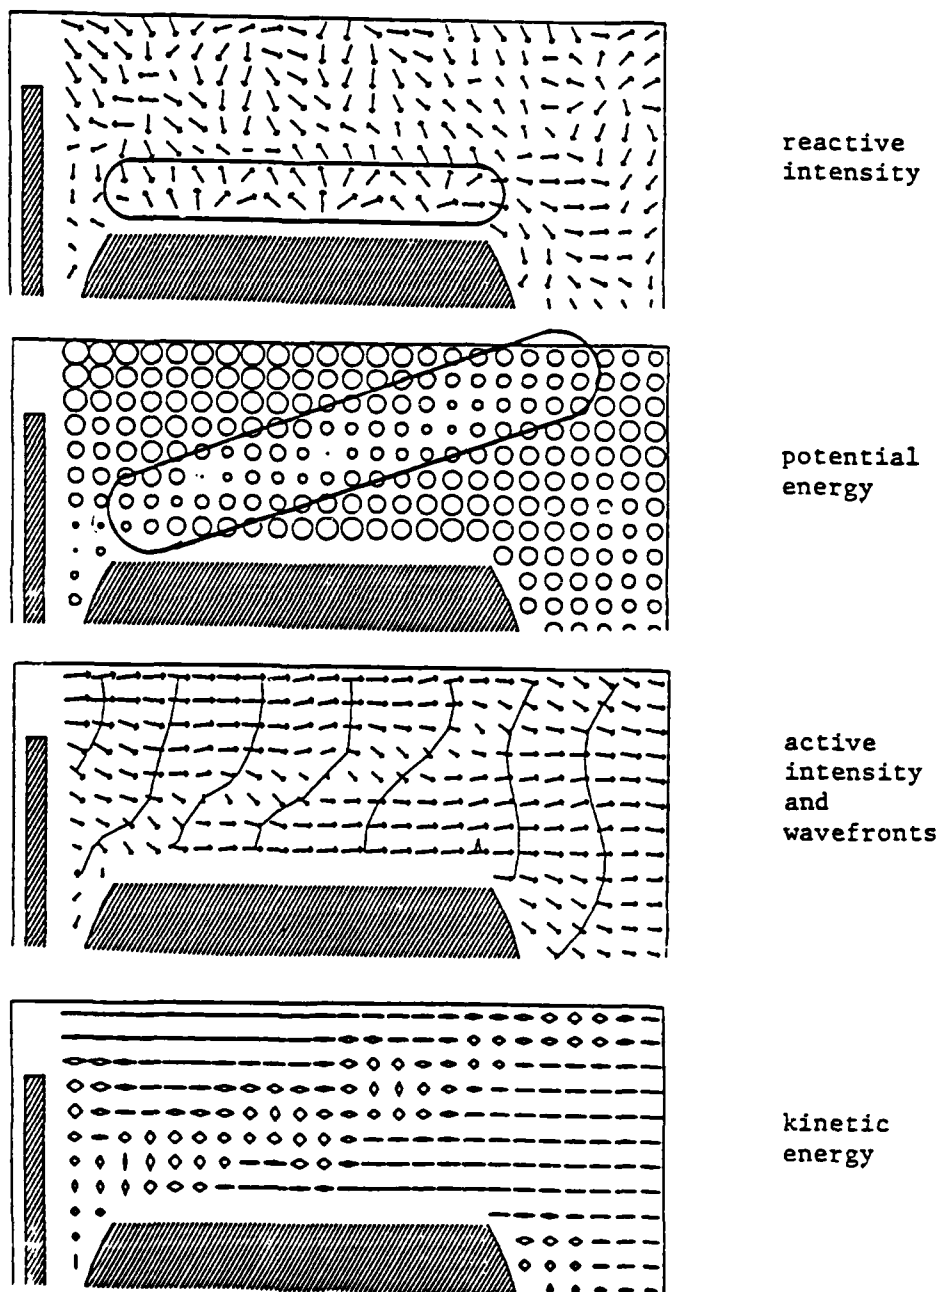 reactive
intensity
potential
energy
active
intensity
and
wavefronts
kinetic
energy